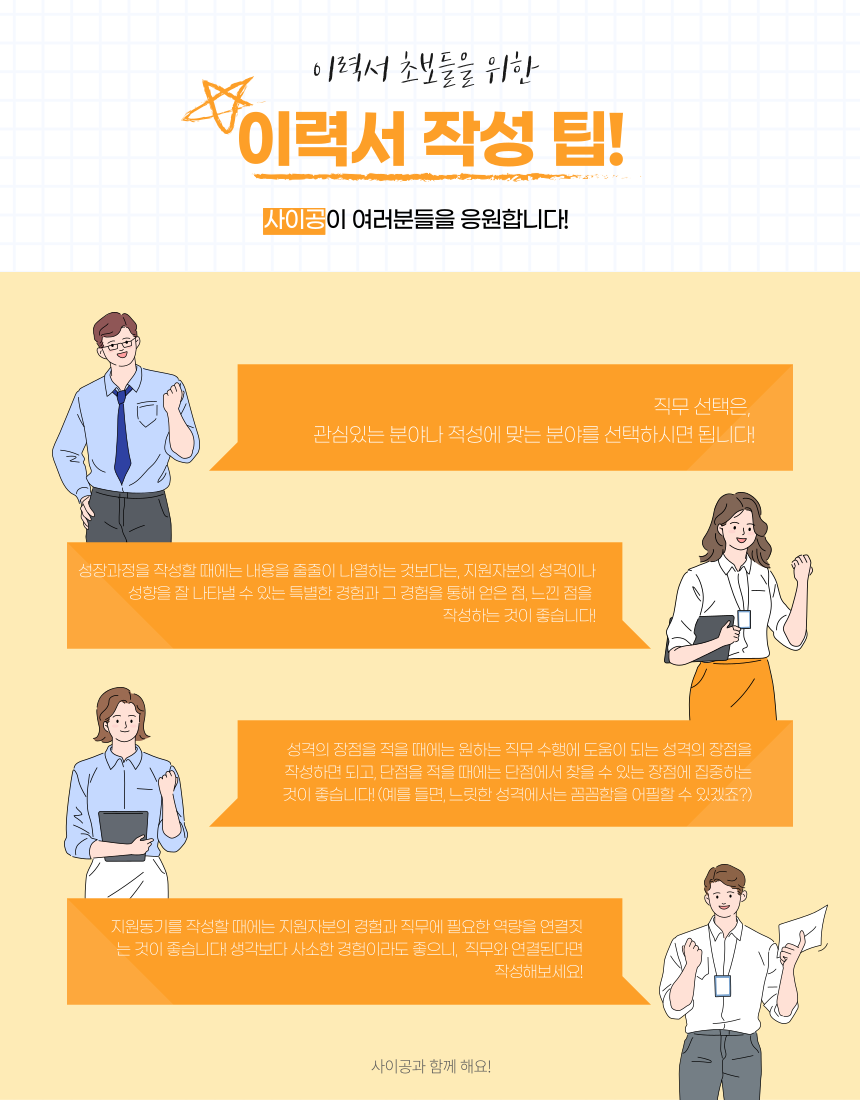 이력서 초보들을 위한
이력서 작성 팁!
사이공이 여러분들을 응원합니다!
직무 선택은,
관심있는 분야나 적성에 맞는 분야를 선택하시면 됩니다!
성장과정을 작성할 때에는 내용을 줄줄이 나열하는 것보다는, 지원자분의 성격이나
성향을 잘 나타낼 수 있는 특별한 경험과 그 경험을 통해 얻은 점, 느낀 점을
작성하는 것이 좋습니다!
성격의 장점을 적을 때에는 원하는 직무 수행에 도움이 되는 성격의 장점을
작성하면 되고, 단점을 적을 때에는 단점에서 찾을 수 있는 장점에 집중하는
것이 좋습니다! (예를 들면, 느릿한 성격에서는 꼼꼼함을 어필할 수 있겠죠?)
지원동기를 작성할 때에는 지원자분의 경험과 직무에 필요한 역량을 연결짓
는 것이 좋습니다! 생각보다 사소한 경험이라도 좋으니, 직무와 연결된다면
작성해보세요!
사이공과 함께 해요!